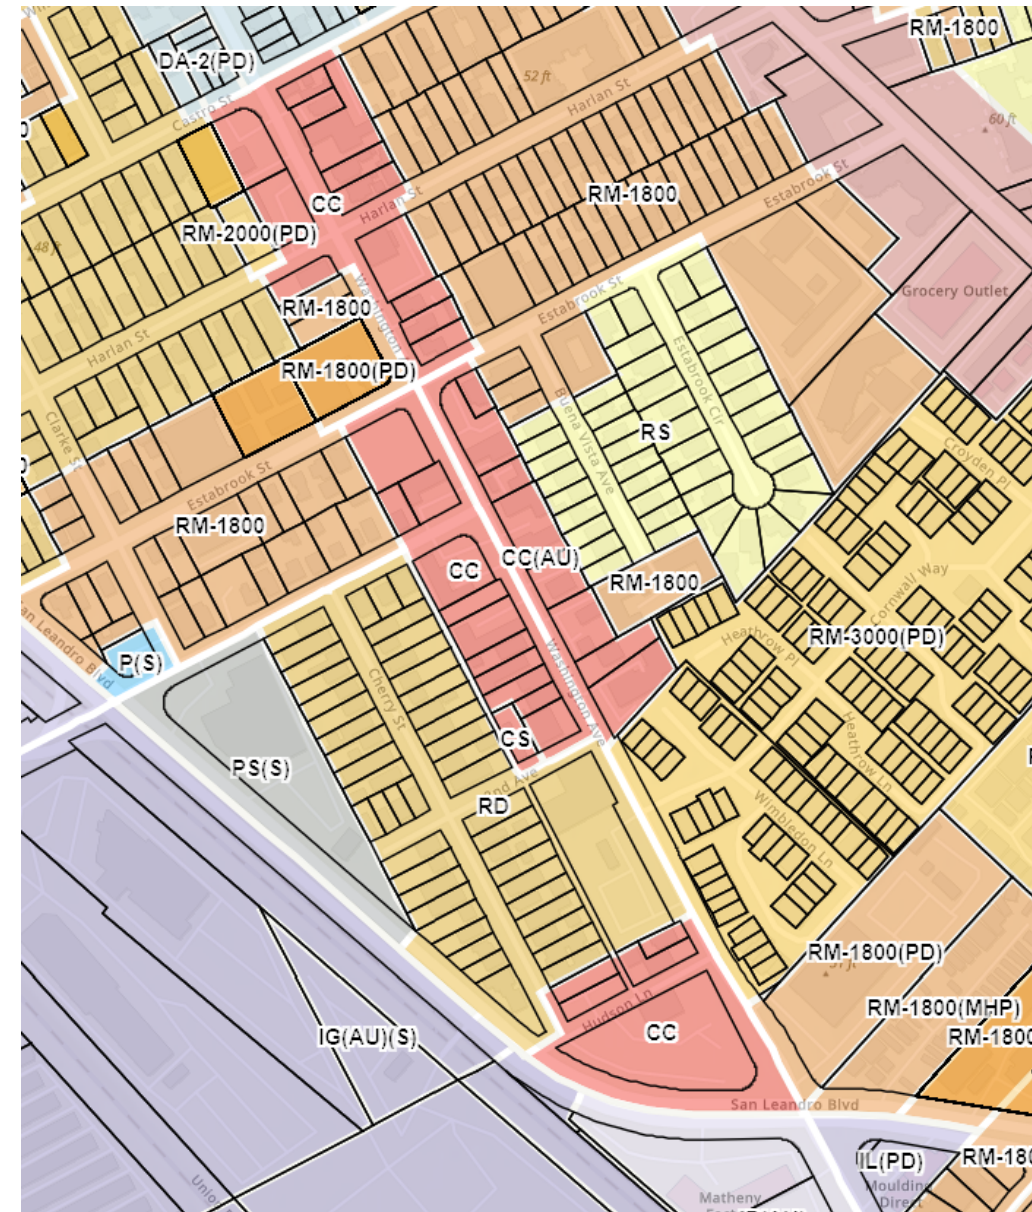 RM-1800
DA-2(PD)
52 ft
Castro St
Harlan St
60 ft
CC
RM-1800
Estabrook St
Harlan St
RM-2000(PD)
48 ft
Grocery Outlet
RM-1800
Washington
Estabrook St
Harlan St
RM-1800(PD)
Estabrook Cir
Buena Vista Ave
RS
Clarke St
Croyden Pl
Estabrook St
RM-1800
CC
CC(AU)
RM-1800
Cornwall Way
Heathrow Pl
RM-3000(PD)
San Leandro Blvd
P(S)
Cherry St
Washington Ave
Heathrow Ln
CS
PS(S)
RD
Wimbledon Ln
RM-1800(PD)
RM-1800(MHP)
Hudson Ln
CC
IG(AU)(S)
RM-1800
San Leandro Blvd
IL(PD)
Moulding
Direct
Matheny